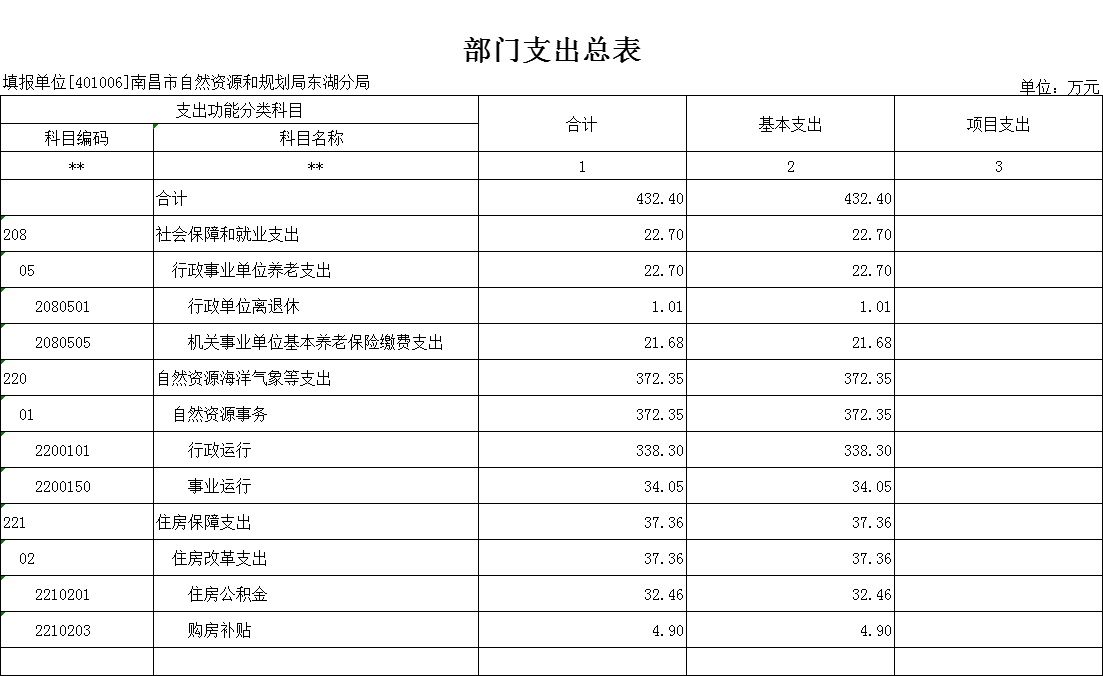 部门支出总表
填报单位[401006]南昌市自然资源和规划局东湖分局
单位：万元
支出功能分类科目 合计 基本支出 项目支出
科目编码 科目名称
** ** 1 2 3
合计 432.40 432.40
208 社会保障和就业支出 22.70 22.70
05 行政事业单位养老支出 22.70 22.70
2080501 行政单位离退休 1.01 1.01
2080505 机关事业单位基本养老保险缴费支出 21.68 21.68
220 自然资源海洋气象等支出 372.35 372.35
01 自然资源事务 372.35 372.35
2200101 行政运行 338.30 338.30
2200150 事业运行 34.05 34.05
221 住房保障支出 37.36 37.36
02 住房改革支出 37.36 37.36
2210201 住房公积金 32.46 32.46
2210203 购房补贴 4.90 4.90